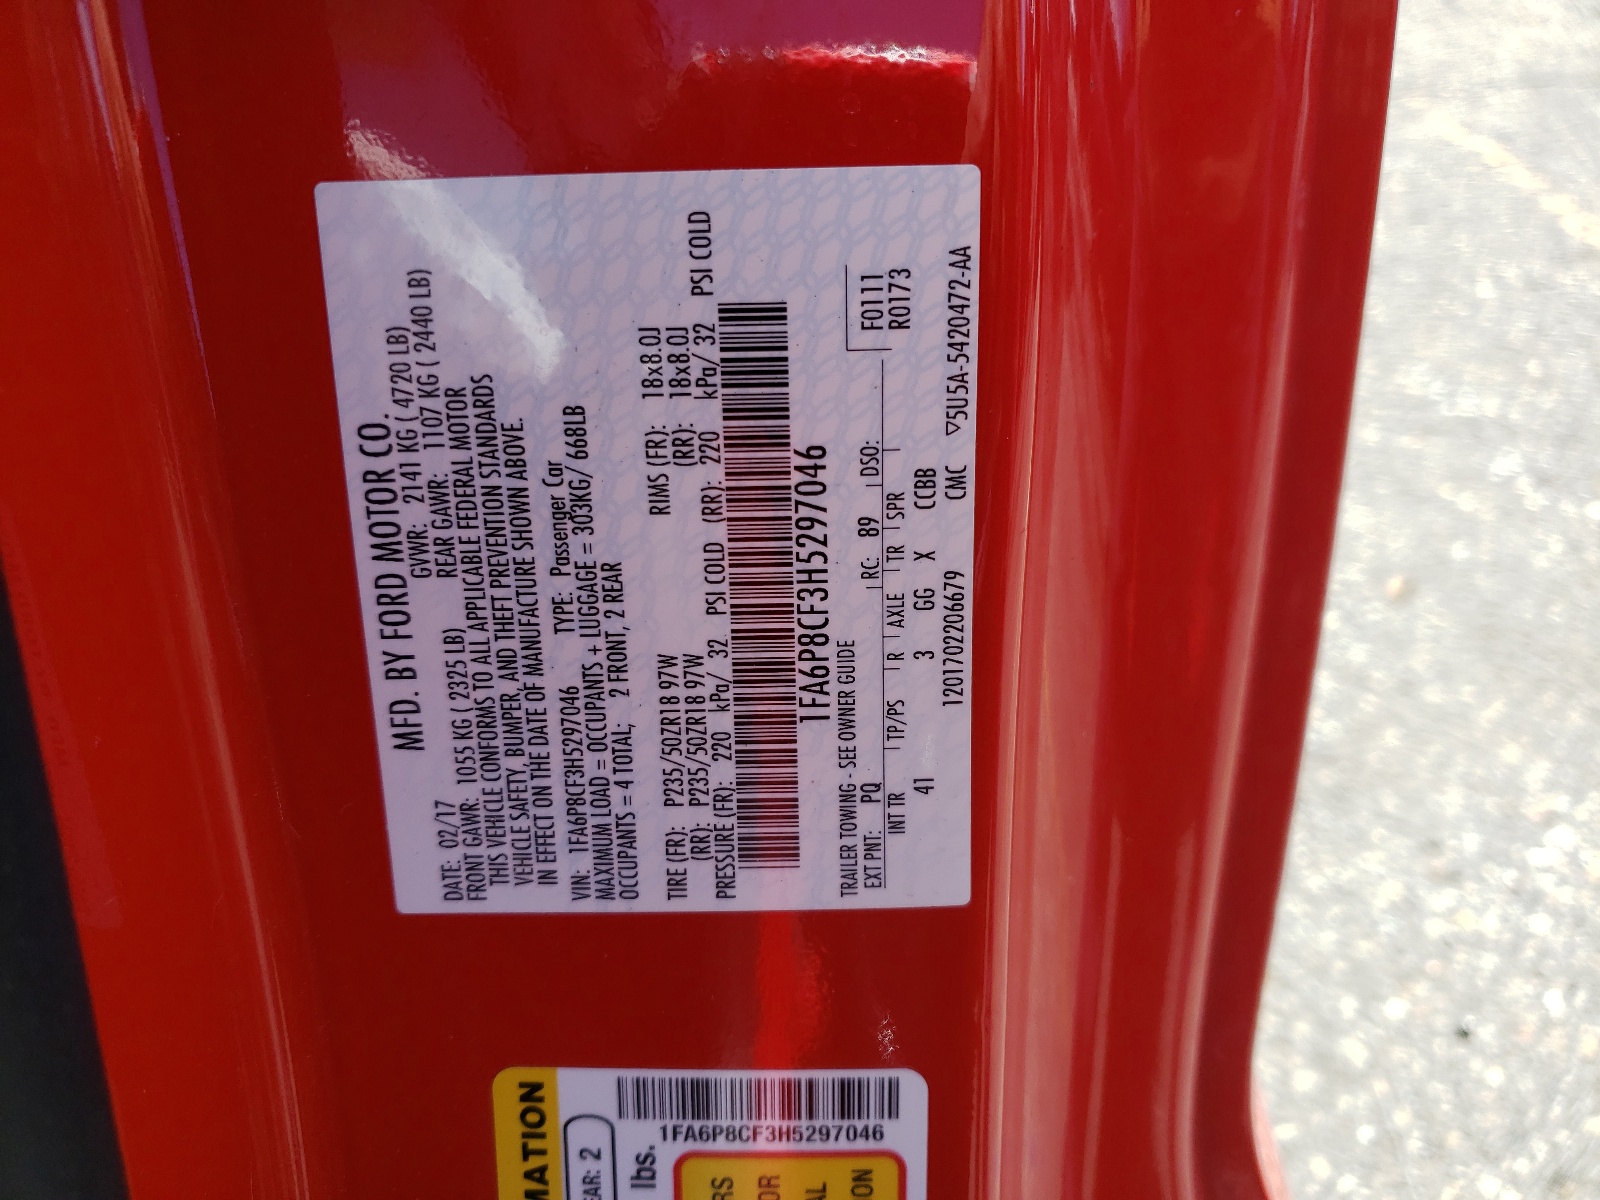 MFD. BY FORD MOTOR CO.
DATE: 02/17 GVWR: 2141 KG ( 4720 LB)
FRONT GAWR: 1055 KG ( 2325 LB) REAR GAWR: 1107 KG ( 2440 LB)
THIS VEHICLE CONFORMS TO ALL APPLICABLE FEDERAL MOTOR
VEHICLE SAFETY, BUMPER, AND THEFT PREVENTION STANDARDS
IN EFFECT ON THE DATE OF MANUFACTURE SHOWN ABOVE.
VIN: 1FA6P8CF3H5297046 TYPE: Passenger Car
MAXIMUM LOAD = OCCUPANTS + LUGGAGE = 303KG/ 668LB
OCCUPANTS = 4 TOTAL; 2 FRONT, 2 REAR
TIRE (FR): P235/50ZR18 97W RIMS (FR): 18x8.0J
(RR): P235/50ZR18 97W (RR): 18x8.0J
PRESSURE (FR): 220 kPa/ 32 PSI COLD (RR): 220 kPa/ 32 PSI COLD
1FA6P8CF3H5297046
TRAILER TOWING - SEE OWNER GUIDE
EXT PNT: PQ RC: 89 DSO: F0111
INT TR TP/PS R AXLE TR SPR R0173
41 3 GG X CCBB
1201702206679 CMC ▽5U5A-5420472-AA
MATION
EAR: 2
lbs.
1FA6P8CF3H5297046
RS
OR
AL
ON